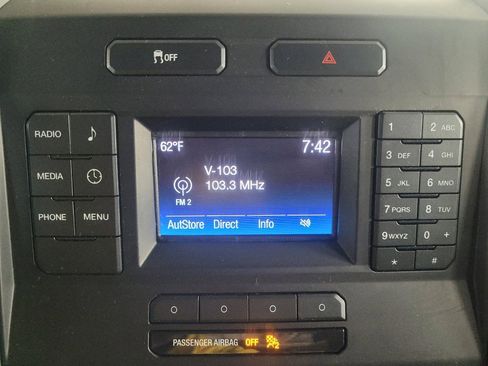 OFF
62°F 7:42
V-103
103.3 MHz
FM 2
AutStore Direct Info
RADIO
MEDIA
PHONE MENU
1 2 ABC
3 DEF 4 GHI
5 JKL 6 MNO
7 PQRS 8 TUV
9 WXYZ 0 +
* #
PASSENGER AIRBAG OFF 2